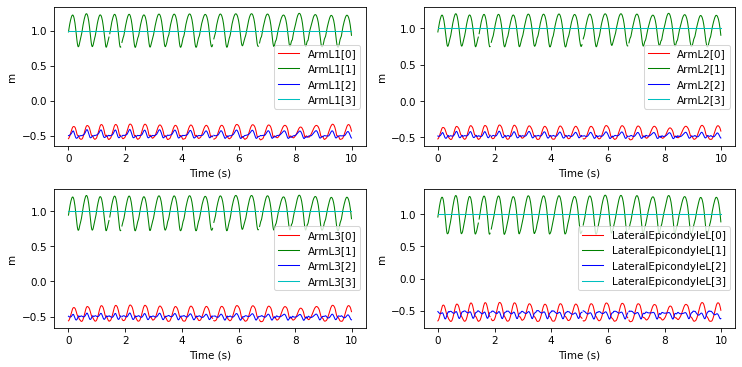 1.0
0.5
0.0
−0.5
m
ArmL1[0]
ArmL1[1]
ArmL1[2]
ArmL1[3]
0 2 4 6 8 10
Time (s)
1.0
0.5
0.0
−0.5
m
ArmL2[0]
ArmL2[1]
ArmL2[2]
ArmL2[3]
0 2 4 6 8 10
Time (s)
1.0
0.5
0.0
−0.5
m
ArmL3[0]
ArmL3[1]
ArmL3[2]
ArmL3[3]
0 2 4 6 8 10
Time (s)
1.0
0.5
0.0
−0.5
m
LateralEpicondyleL[0]
LateralEpicondyleL[1]
LateralEpicondyleL[2]
LateralEpicondyleL[3]
0 2 4 6 8 10
Time (s)